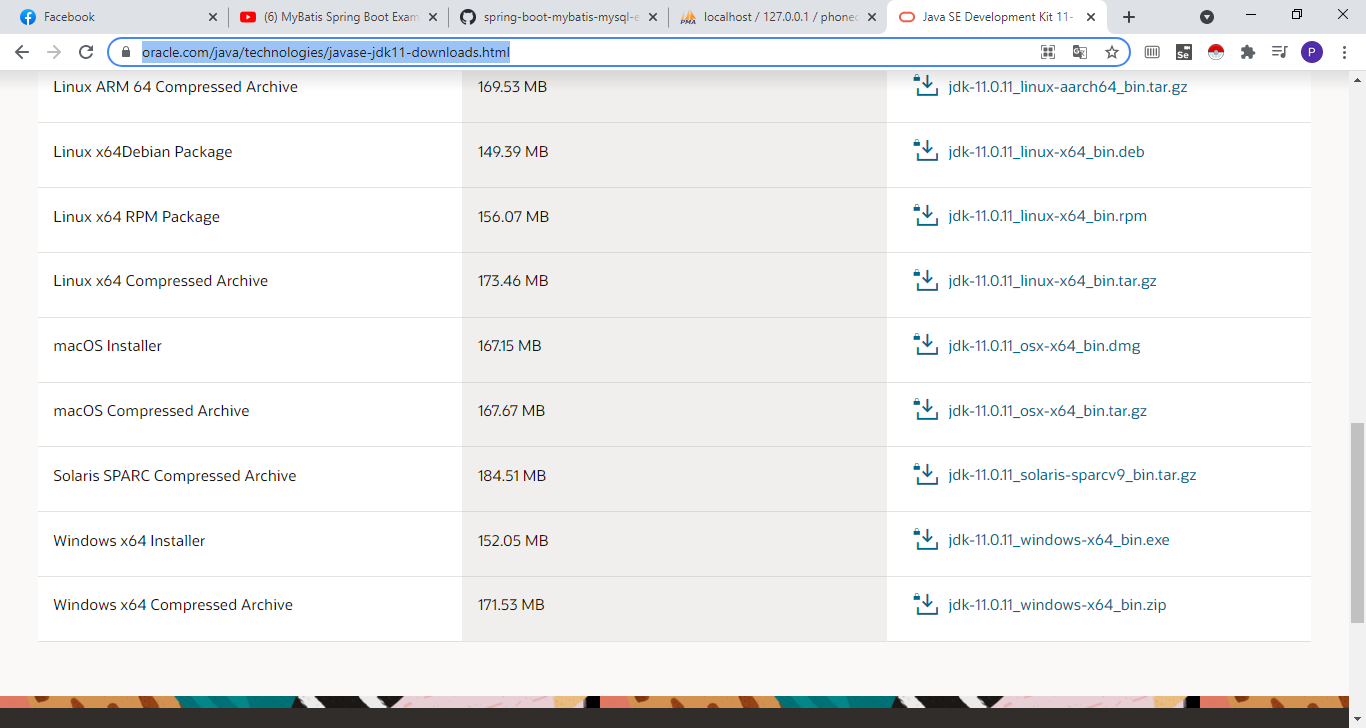 Facebook
(6) MyBatis Spring Boot Exam
spring-boot-mybatis-mysql-e
localhost / 127.0.0.1 / phone
Java SE Development Kit 11-
oracle.com/java/technologies/javase-jdk11-downloads.html
Se
P
PMA
Linux ARM 64 Compressed Archive 169.53 MB jdk-11.0.11_linux-aarch64_bin.tar.gz
Linux x64Debian Package 149.39 MB jdk-11.0.11_linux-x64_bin.deb
Linux x64 RPM Package 156.07 MB jdk-11.0.11_linux-x64_bin.rpm
Linux x64 Compressed Archive 173.46 MB jdk-11.0.11_linux-x64_bin.tar.gz
macOS Installer 167.15 MB jdk-11.0.11_osx-x64_bin.dmg
macOS Compressed Archive 167.67 MB jdk-11.0.11_osx-x64_bin.tar.gz
Solaris SPARC Compressed Archive 184.51 MB jdk-11.0.11_solaris-sparcv9_bin.tar.gz
Windows x64 Installer 152.05 MB jdk-11.0.11_windows-x64_bin.exe
Windows x64 Compressed Archive 171.53 MB jdk-11.0.11_windows-x64_bin.zip